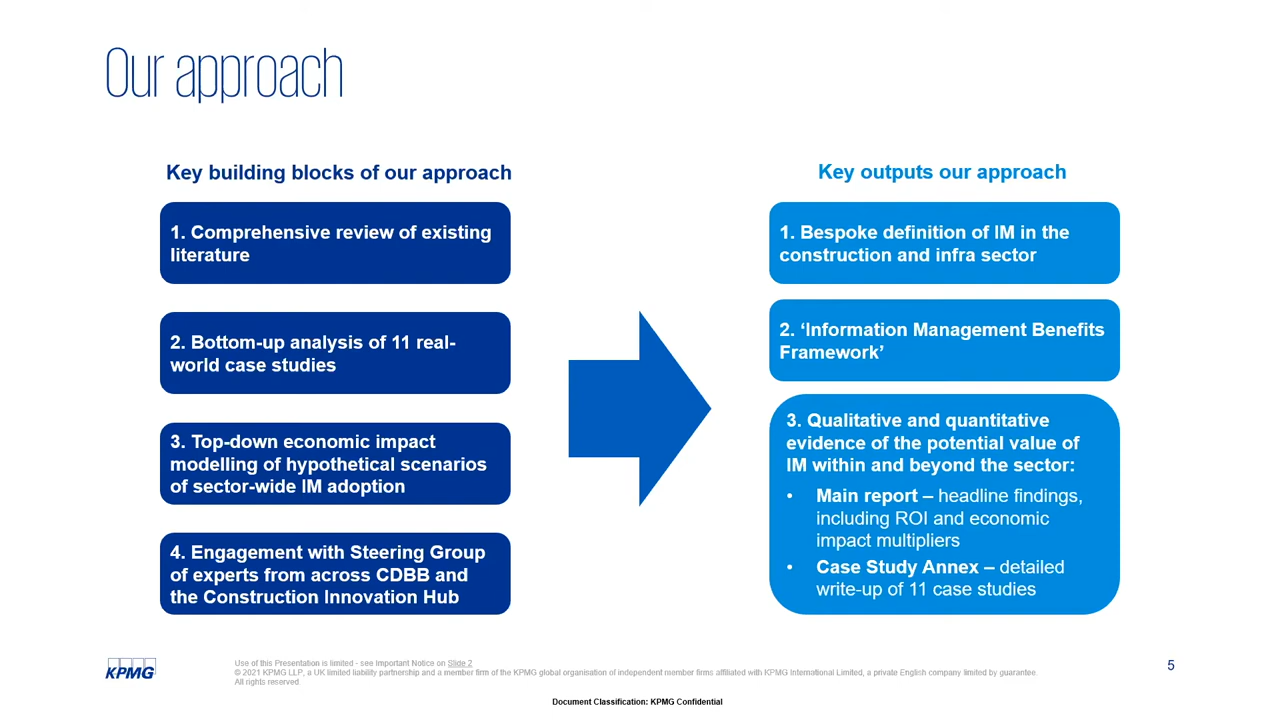 Our approach
Key building blocks of our approach
1. Comprehensive review of existing
literature
2. Bottom-up analysis of 11 real-
world case studies
3. Top-down economic impact
modelling of hypothetical scenarios
of sector-wide IM adoption
4. Engagement with Steering Group
of experts from across CDBB and
the Construction Innovation Hub
Key outputs our approach
1. Bespoke definition of IM in the
construction and infra sector
2. ‘Information Management Benefits
Framework’
3. Qualitative and quantitative
evidence of the potential value of
IM within and beyond the sector:
• Main report – headline findings,
including ROI and economic
impact multipliers
• Case Study Annex – detailed
write-up of 11 case studies
KPMG
Use of this Presentation is limited - see Important Notice on Slide 2
© 2021 KPMG LLP, a UK limited liability partnership and a member firm of the KPMG global organisation of independent member firms affiliated with KPMG International Limited, a private English company limited by guarantee.
All rights reserved.
5
Document Classification: KPMG Confidential